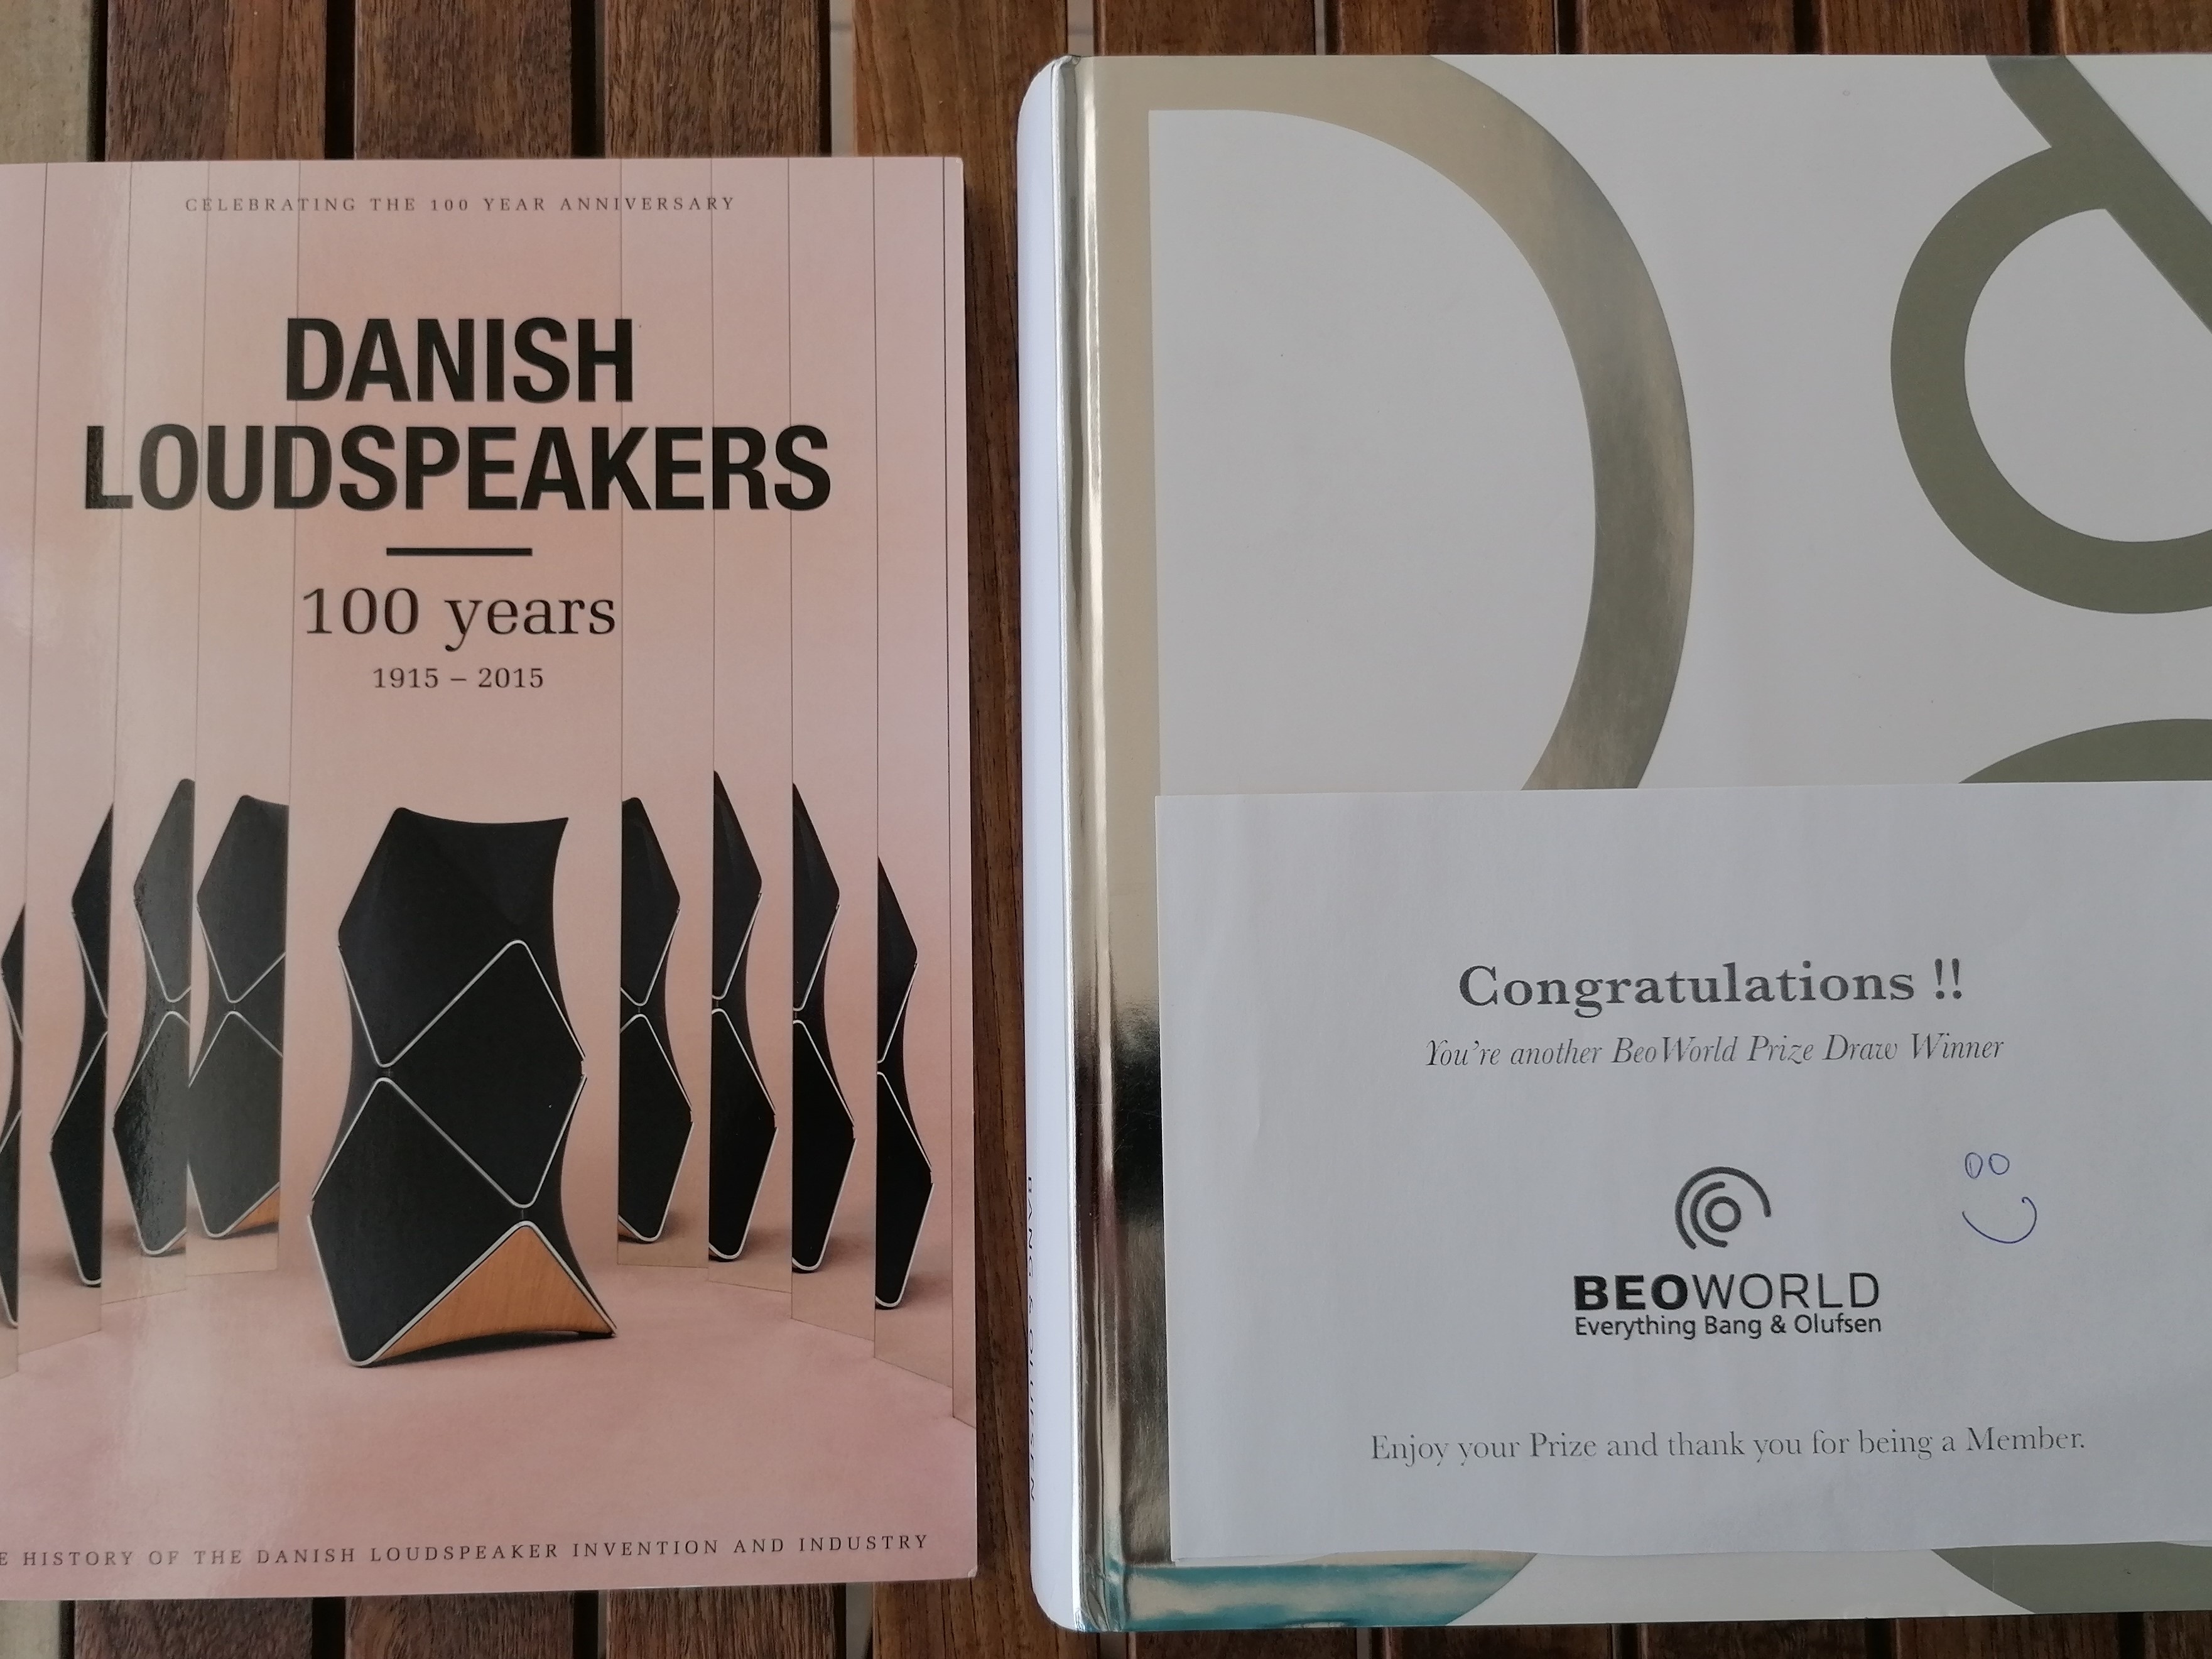 CELEBRATING THE 100 YEAR ANNIVERSARY
DANISH
LOUDSPEAKERS
100 years
1915 – 2015
HISTORY OF THE DANISH LOUDSPEAKER INVENTION AND INDUSTRY
BANG & OLUFSEN
B&O
Congratulations !!
You're another BeoWorld Prize Draw Winner
BEOWORLD
Everything Bang & Olufsen
Enjoy your Prize and thank you for being a Member.